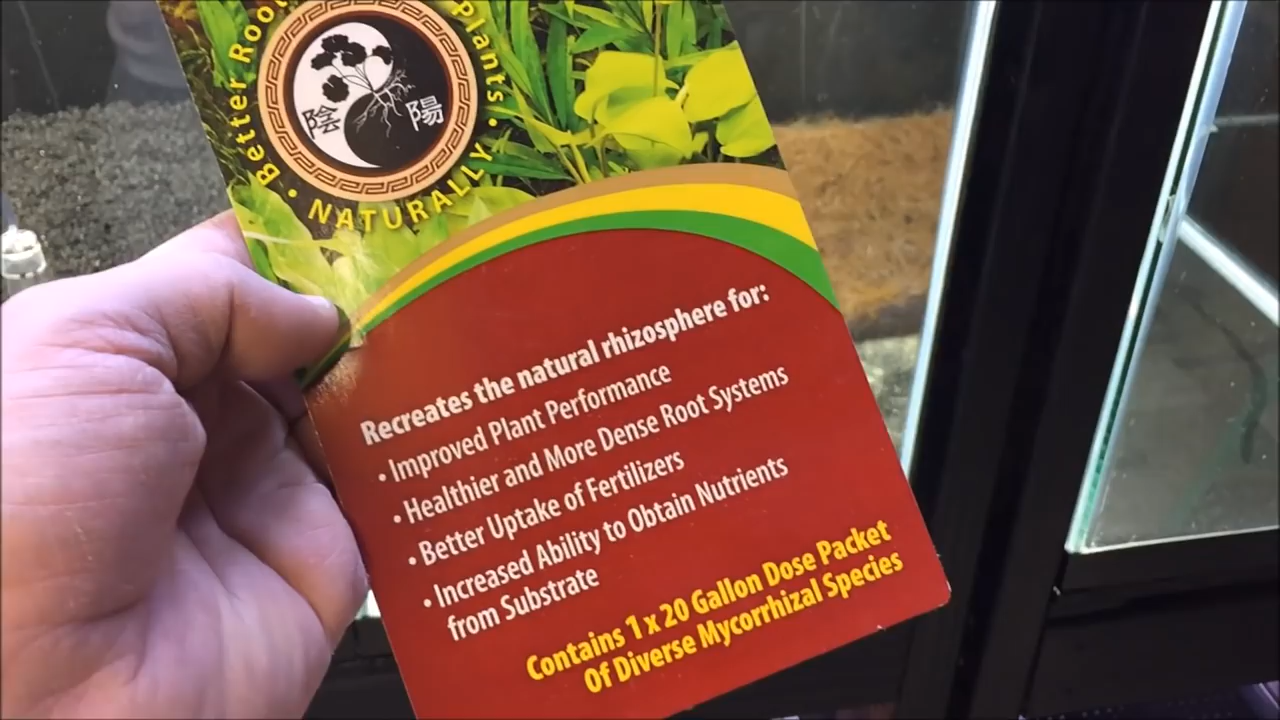 Better Root
Plants
• NATURALLY •
陰 陽
Recreates the natural rhizosphere for:
• Improved Plant Performance
• Healthier and More Dense Root Systems
• Better Uptake of Fertilizers
• Increased Ability to Obtain Nutrients
from Substrate
Contains 1 x 20 Gallon Dose Packet
Of Diverse Mycorrhizal Species